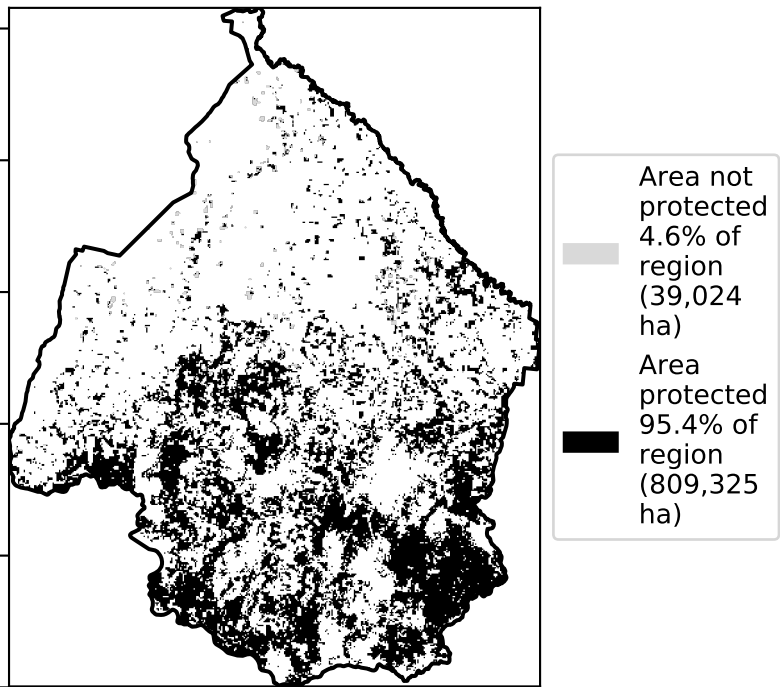 Area not
protected
4.6% of
region
(39,024
ha)
Area
protected
95.4% of
region
(809,325
ha)